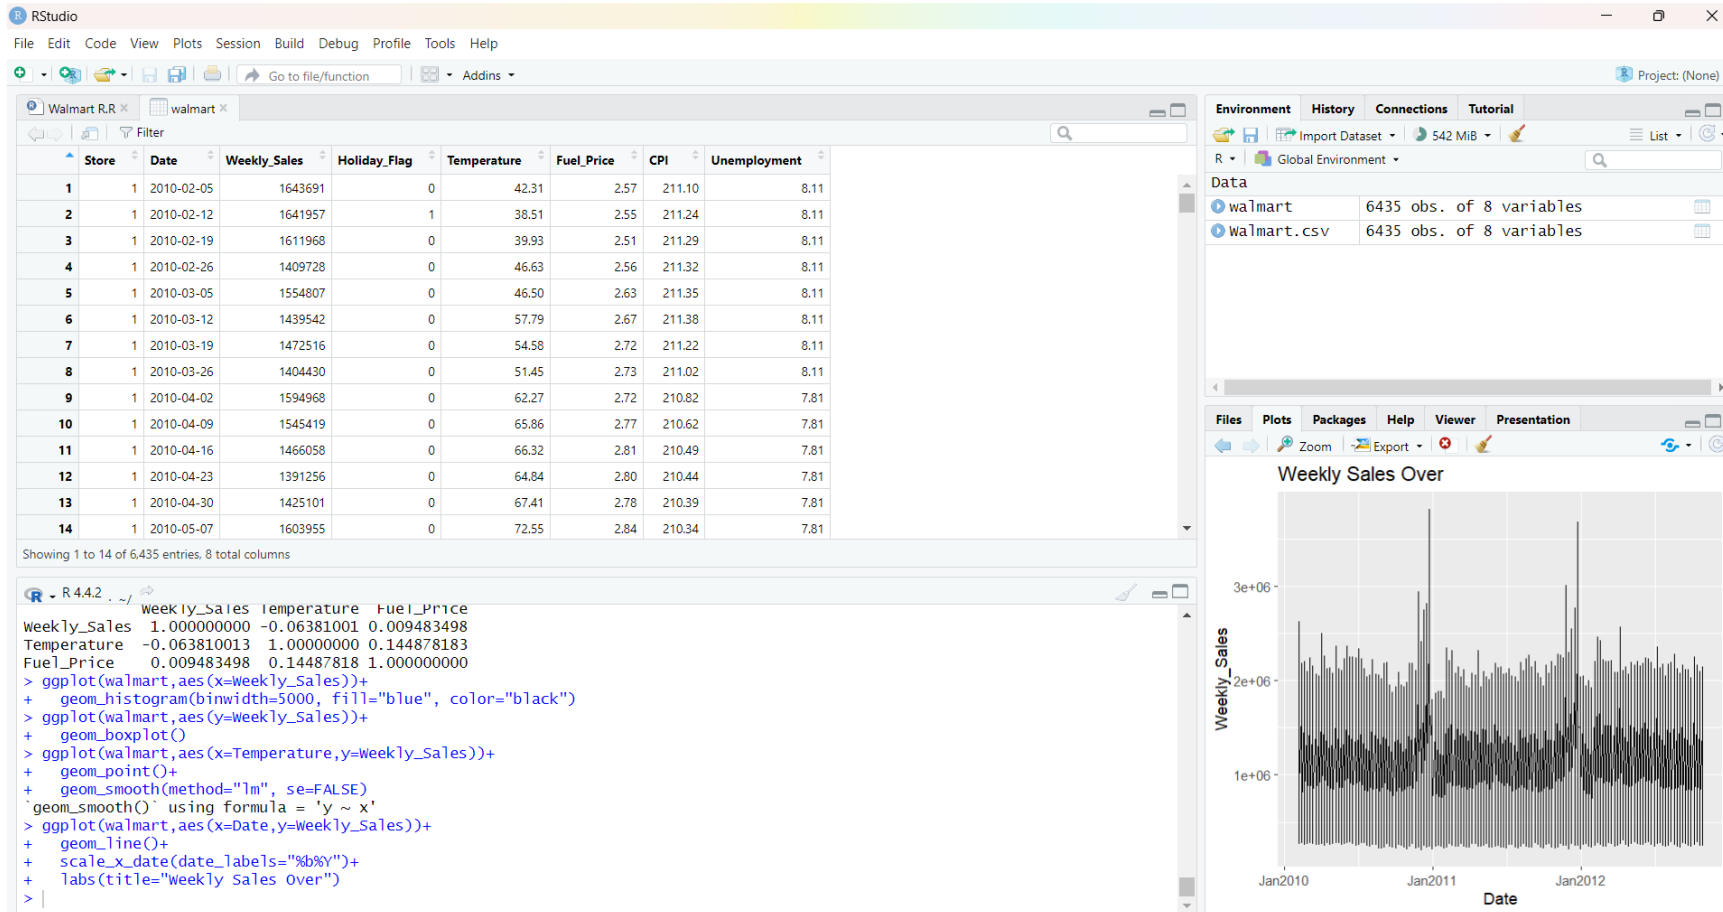 RStudio
File Edit Code View Plots Session Build Debug Profile Tools Help
Go to file/function Addins Project: (None)
Walmart R.R walmart
Filter
Store Date Weekly_Sales Holiday_Flag Temperature Fuel_Price CPI Unemployment
1 1 2010-02-05 1643691 0 42.31 2.57 211.10 8.11
2 1 2010-02-12 1641957 1 38.51 2.55 211.24 8.11
3 1 2010-02-19 1611968 0 39.93 2.51 211.29 8.11
4 1 2010-02-26 1409728 0 46.63 2.56 211.32 8.11
5 1 2010-03-05 1554807 0 46.50 2.63 211.35 8.11
6 1 2010-03-12 1439542 0 57.79 2.67 211.38 8.11
7 1 2010-03-19 1472516 0 54.58 2.72 211.22 8.11
8 1 2010-03-26 1404430 0 51.45 2.73 211.02 8.11
9 1 2010-04-02 1594968 0 62.27 2.72 210.82 7.81
10 1 2010-04-09 1545419 0 65.86 2.77 210.62 7.81
11 1 2010-04-16 1466058 0 66.32 2.81 210.49 7.81
12 1 2010-04-23 1391256 0 64.84 2.80 210.44 7.81
13 1 2010-04-30 1425101 0 67.41 2.78 210.39 7.81
14 1 2010-05-07 1603955 0 72.55 2.84 210.34 7.81
Showing 1 to 14 of 6,435 entries, 8 total columns
R 4.4.2 . ~/
Weekly_Sales Temperature Fuel_Price
Weekly_Sales 1.000000000 -0.06381001 0.009483498
Temperature -0.063810013 1.00000000 0.144878183
Fuel_Price 0.009483498 0.14487818 1.000000000
> ggplot(walmart,aes(x=Weekly_Sales))+
+ geom_histogram(binwidth=5000, fill="blue", color="black")
> ggplot(walmart,aes(y=Weekly_Sales))+
+ geom_boxplot()
> ggplot(walmart,aes(x=Temperature,y=Weekly_Sales))+
+ geom_point()+
+ geom_smooth(method="lm", se=FALSE)
`geom_smooth()` using formula = 'y ~ x'
> ggplot(walmart,aes(x=Date,y=Weekly_Sales))+
+ geom_line()+
+ scale_x_date(date_labels="%b%Y")+
+ labs(title="Weekly Sales Over")
>
Environment History Connections Tutorial
Import Dataset 542 MiB List
R Global Environment
Data
walmart 6435 obs. of 8 variables
Walmart.csv 6435 obs. of 8 variables
Files Plots Packages Help Viewer Presentation
Zoom Export
Weekly Sales Over
3e+06
2e+06
1e+06
Weekly_Sales
Jan2010 Jan2011 Jan2012
Date